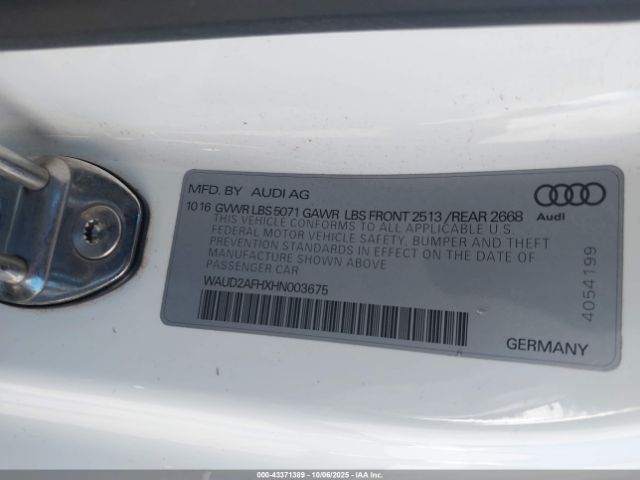 MFD. BY AUDI AG
10 16 GVWR LBS 5071 GAWR LBS FRONT 2513 / REAR 2668
THIS VEHICLE CONFORMS TO ALL APPLICABLE U.S.
FEDERAL MOTOR VEHICLE SAFETY, BUMPER AND THEFT
PREVENTION STANDARDS IN EFFECT ON THE DATE OF
MANUFACTURE SHOWN ABOVE
PASSENGER CAR
WAUD2AFHXHN003675
Audi
4054199
GERMANY
000-43371389 - 10/06/2025 - IAA Inc.